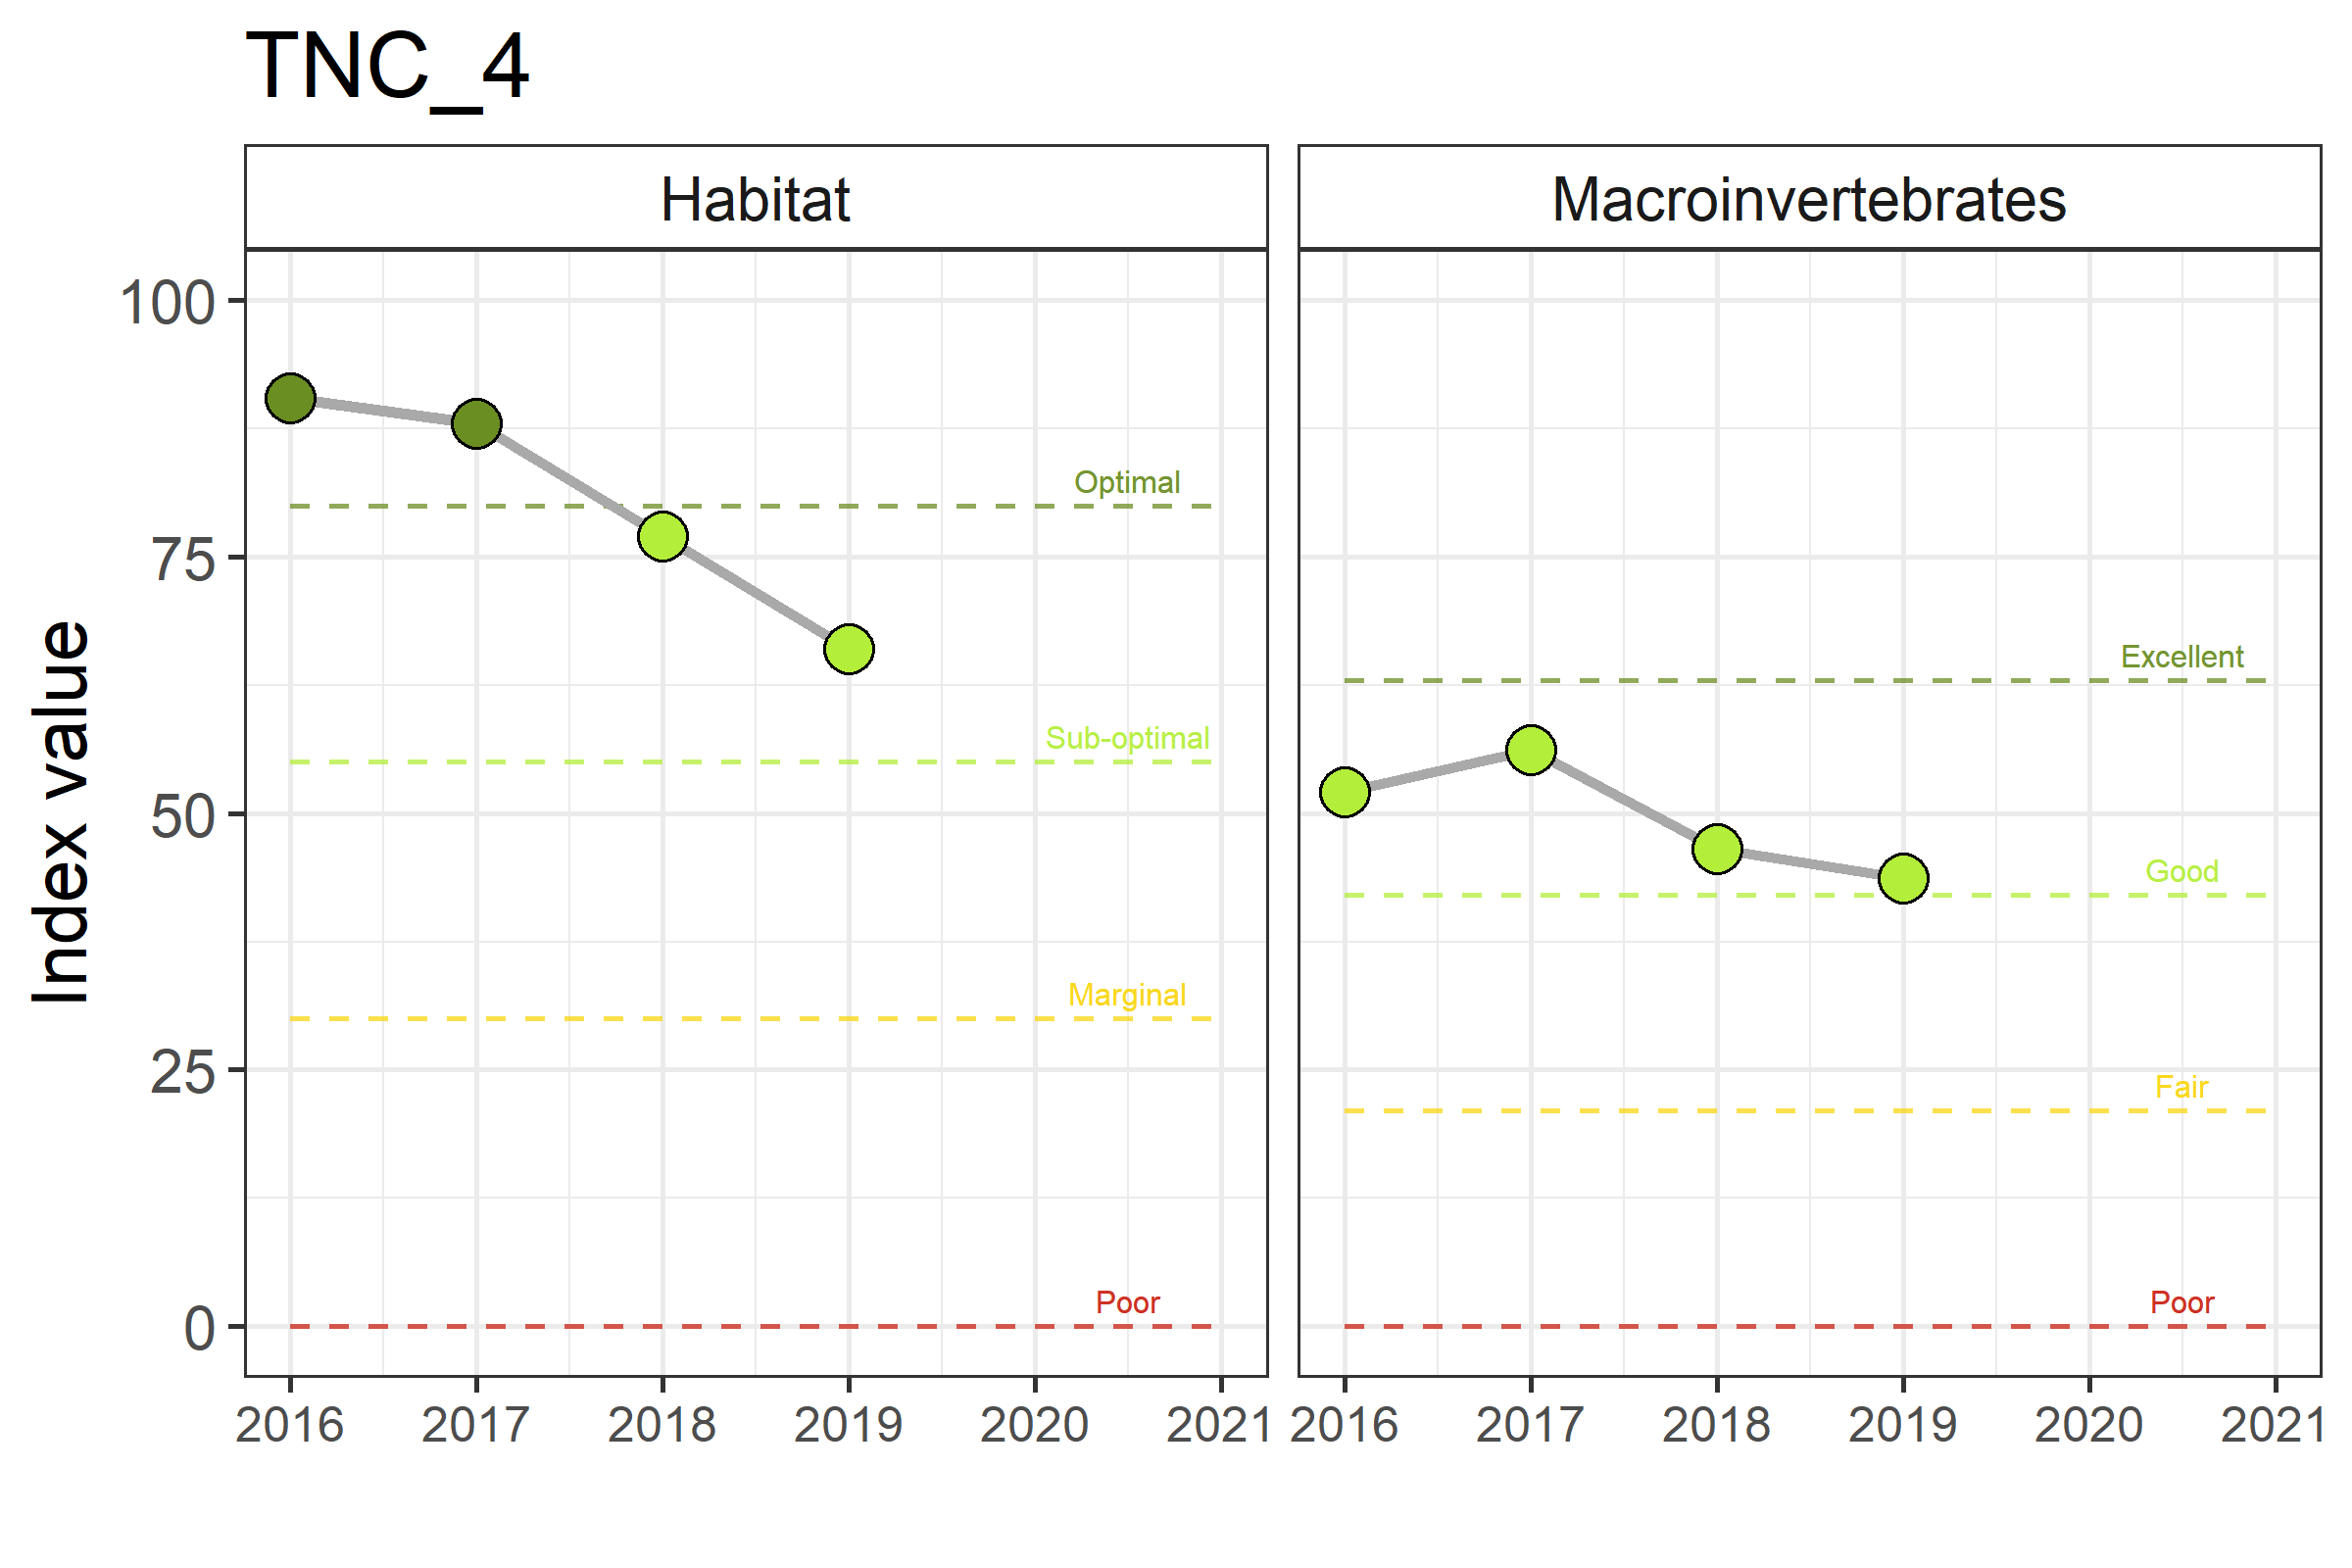 TNC_4
Habitat
Macroinvertebrates
Index value
100
75
50
25
0
Optimal
Sub-optimal
Marginal
Poor
Excellent
Good
Fair
Poor
2016 2017 2018 2019 2020 2021
2016 2017 2018 2019 2020 2021